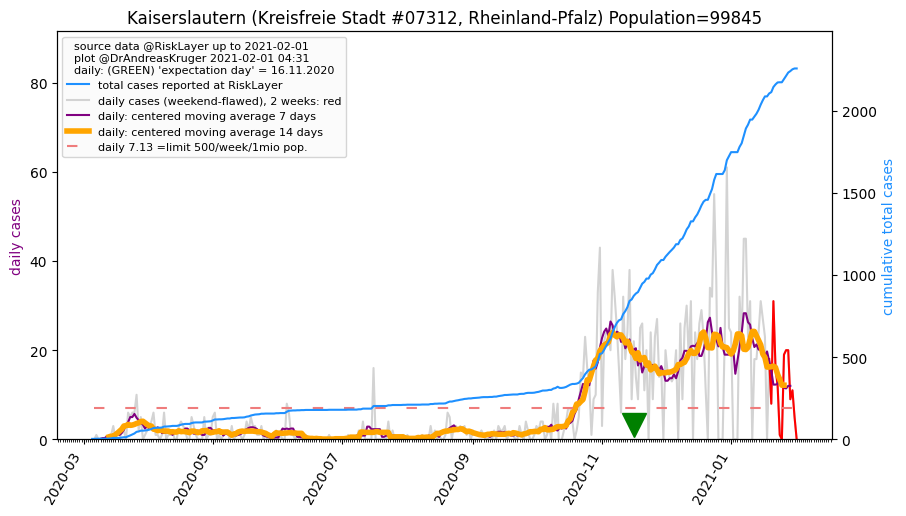 Kaiserslautern (Kreisfreie Stadt #07312, Rheinland-Pfalz) Population=99845
source data @RiskLayer up to 2021-02-01
plot @DrAndreasKruger 2021-02-01 04:31
daily: (GREEN) 'expectation day' = 16.11.2020
total cases reported at RiskLayer
daily cases (weekend-flawed), 2 weeks: red
daily: centered moving average 7 days
daily: centered moving average 14 days
daily 7.13 =limit 500/week/1mio pop.
daily cases
80
60
40
20
0
cumulative total cases
2000
1500
1000
500
0
2020-03
2020-05
2020-07
2020-09
2020-11
2021-01